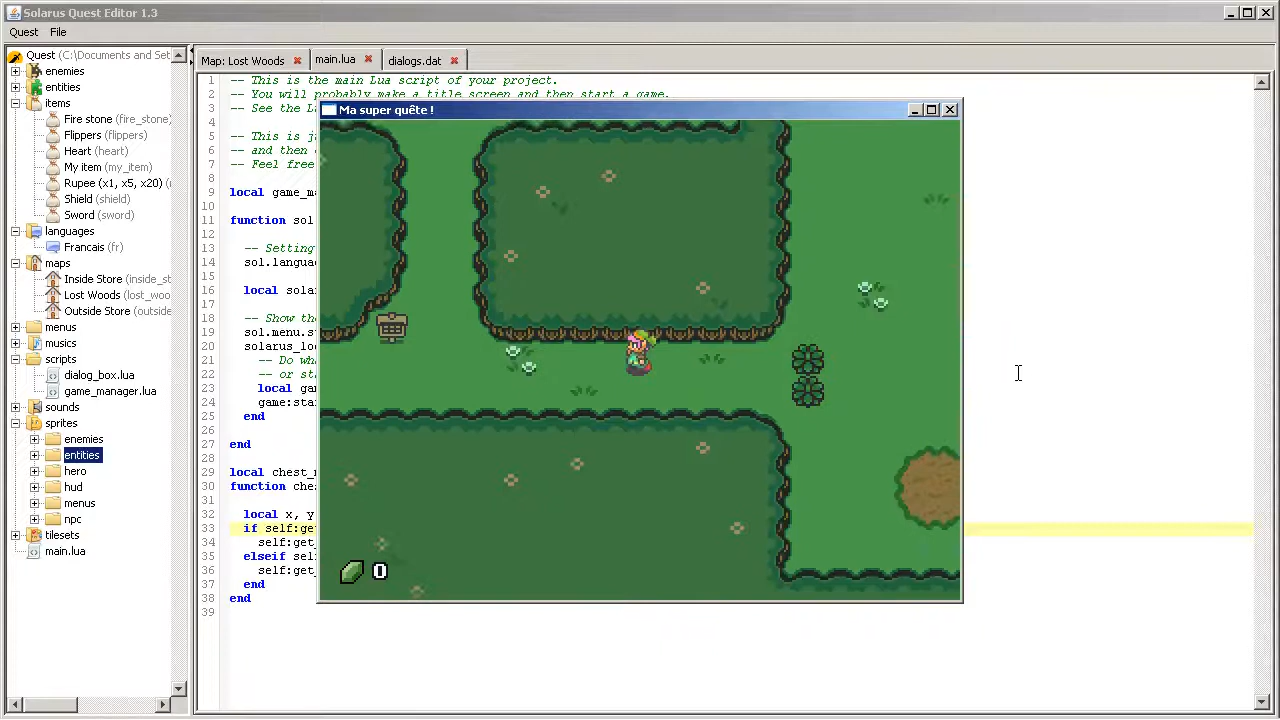 Solarus Quest Editor 1.3
Quest File
Quest (C:\Documents and Set
enemies
entities
items
Fire stone (fire_stone)
Flippers (flippers)
Heart (heart)
My item (my_item)
Rupee (x1, x5, x20) (
Shield (shield)
Sword (sword)
languages
Francais (fr)
maps
Inside Store (inside_st
Lost Woods (lost_woo
Outside Store (outside
menus
musics
scripts
dialog_box.lua
game_manager.lua
sounds
sprites
enemies
entities
hero
hud
menus
npc
tilesets
main.lua
Map: Lost Woods main.lua dialogs.dat
1 -- This is the main Lua script of your project.
2 -- You will probably make a title screen and then start a game.
3 -- See the L
4
5 -- This is j
6 -- and then
7 -- Feel free
8
9 local game_ma
10
11 function sol
12
13 -- Setting
14 sol.languag
15
16 local sola
17
18 -- Show the
19 sol.menu.s
20 solarus_lo
21 -- Do wha
22 -- or st
23 local gam
24 game:star
25 end
26
27 end
28
29 local chest_m
30 function che
31
32 local x, y
33 if self:ge
34 self:get_
35 elseif sel
36 self:get_
37 end
38 end
39
Ma super quête !
0